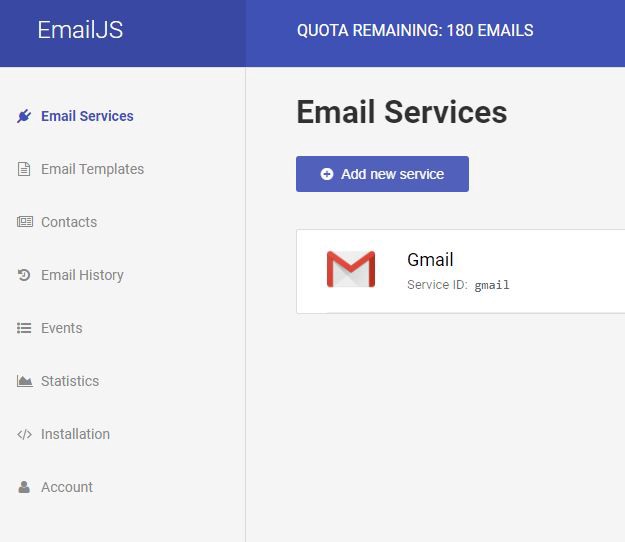 EmailJS
QUOTA REMAINING: 180 EMAILS
Email Services
Email Templates
Contacts
Email History
Events
Statistics
Installation
Account
Email Services
Add new service
Gmail
Service ID: gmail